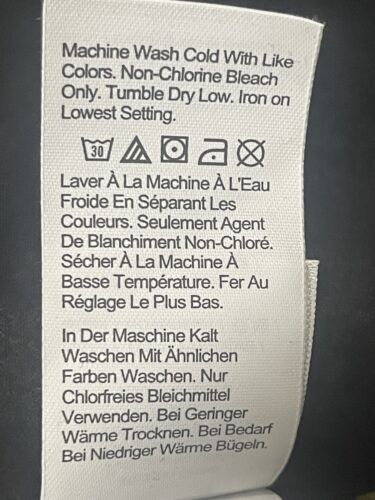 Machine Wash Cold With Like
Colors. Non-Chlorine Bleach
Only. Tumble Dry Low. Iron on
Lowest Setting.
30
Laver À La Machine À L'Eau
Froide En Séparant Les
Couleurs. Seulement Agent
De Blanchiment Non-Chloré.
Sécher À La Machine À
Basse Température. Fer Au
Réglage Le Plus Bas.
In Der Maschine Kalt
Waschen Mit Ähnlichen
Farben Waschen. Nur
Chlorfreies Bleichmittel
Verwenden. Bei Geringer
Wärme Trocknen. Bei Bedarf
Bei Niedriger Wärme Bügeln.